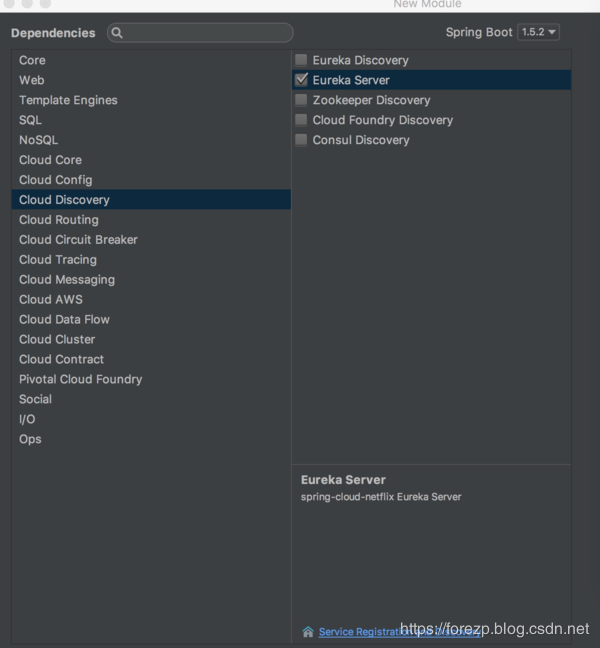 New Module
Dependencies
Spring Boot 1.5.2
Core
Web
Template Engines
SQL
NoSQL
Cloud Core
Cloud Config
Cloud Discovery
Cloud Routing
Cloud Circuit Breaker
Cloud Tracing
Cloud Messaging
Cloud AWS
Cloud Data Flow
Cloud Cluster
Cloud Contract
Pivotal Cloud Foundry
Social
I/O
Ops
Eureka Discovery
Eureka Server
Zookeeper Discovery
Cloud Foundry Discovery
Consul Discovery
Eureka Server
spring-cloud-netflix Eureka Server
Service Registration and Discovery
https://forezp.blog.csdn.net